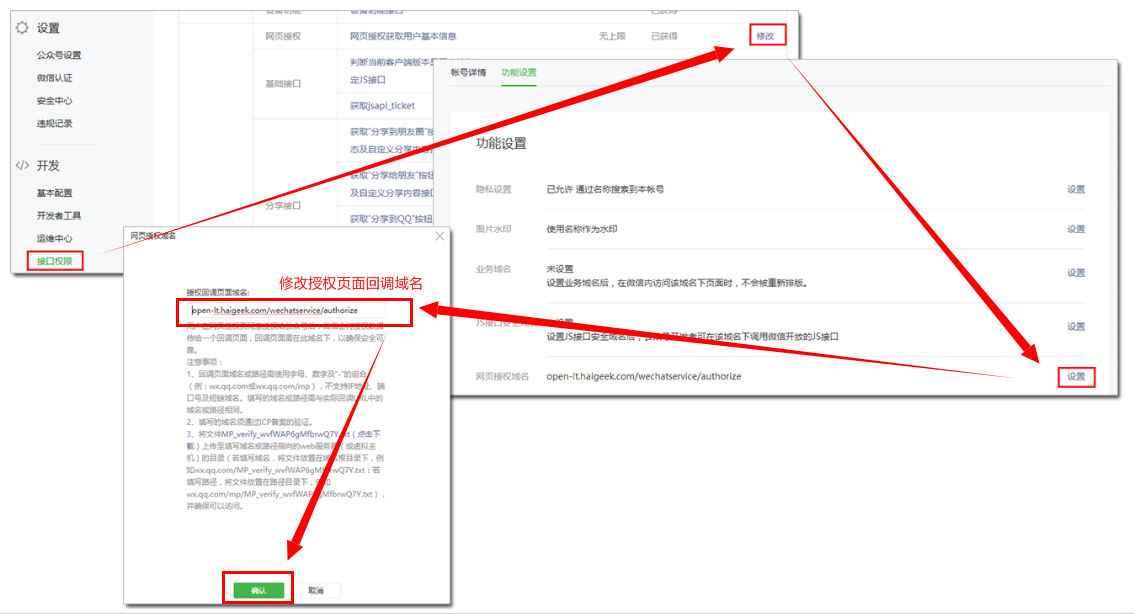 设置
公众号设置
微信认证
安全中心
违规记录
开发
基本配置
开发者工具
运维中心
接口权限
网页授权
网页授权获取用户基本信息
无上限
已获得
修改
基础接口
判断当前客户端版本是
定JS接口
获取jsapi_ticket
分享接口
获取“分享到朋友圈”按
态及自定义分享内容
获取“分享给朋友”按钮
及自定义分享内容接口
获取“分享到QQ”按钮
帐号详情
功能设置
功能设置
隐私设置
已允许 通过名称搜索到本帐号
设置
图片水印
使用名称作为水印
设置
业务域名
未设置
设置业务域名后，在微信内访问该域名下页面时，不会被重新排版。
设置
JS接口安全域名
设置JS接口安全域名后，公众号开发者可在该域名下调用微信开放的JS接口
设置
网页授权域名
open-lt.haigeek.com/wechatservice/authorize
设置
网页授权域名
修改授权页面回调域名
授权回调页面域名:
open-lt.haigeek.com/wechatservice/authorize
传给一个回调页面，回调页面需在此域名下，以确保安全可
靠。
注意事项：
1、回调页面域名或路径需使用字母、数字及“-”的组合
（例：wx.qq.com或wx.qq.com/mp），不支持IP地址、端
口号及短链域名。填写的域名或路径需与实际回调URL中的
域名或路径相同。
2、填写的域名须通过ICP备案的验证。
3、将文件MP_verify_wvfWAP6gMfbrwQ7Y.txt（点击下
载）上传至填写域名或路径指向的web服务器（或虚拟主
机）的目录（若填写域名，将文件放置在域名根目录下，例
如wx.qq.com/MP_verify_wvfWAP6gMfbrwQ7Y.txt；若
填写路径，将文件放置在路径目录下，例如
wx.qq.com/mp/MP_verify_wvfWAP6gMfbrwQ7Y.txt），
并确保可以访问。
确认
取消